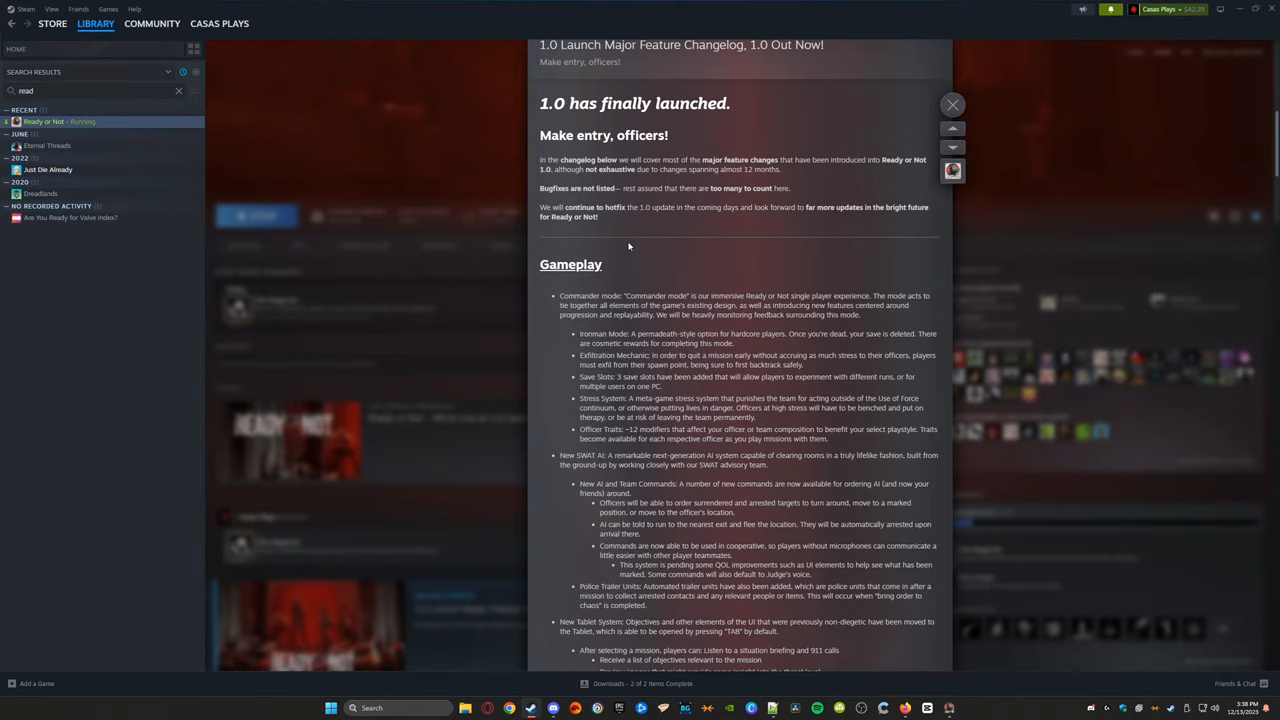 Steam View Friends Games Help
Casas Plays $42.39
STORE LIBRARY COMMUNITY CASAS PLAYS
HOME
SEARCH RESULTS
read
RECENT (1)
Ready or Not - Running
JUNE (1)
Eternal Threads
2022 (1)
Just Die Already
2020 (1)
Dreadlands
NO RECORDED ACTIVITY (1)
Are You Ready for Valve Index?
1.0 Launch Major Feature Changelog, 1.0 Out Now!
Make entry, officers!
1.0 has finally launched.
Make entry, officers!
In the changelog below we will cover most of the major feature changes that have been introduced into Ready or Not
1.0, although not exhaustive due to changes spanning almost 12 months.
Bugfixes are not listed— rest assured that there are too many to count here.
We will continue to hotfix the 1.0 update in the coming days and look forward to far more updates in the bright future
for Ready or Not!
Gameplay
• Commander mode: "Commander mode" is our immersive Ready or Not single player experience. The mode acts to
tie together all elements of the game's existing design, as well as introducing new features centered around
progression and replayability. We will be heavily monitoring feedback surrounding this mode.
• Ironman Mode: A permadeath-style option for hardcore players. Once you're dead, your save is deleted. There
are cosmetic rewards for completing this mode.
• Exfiltration Mechanic: In order to quit a mission early without accruing as much stress to their officers, players
must exfil from their spawn point, being sure to first backtrack safely.
• Save Slots: 3 save slots have been added that will allow players to experiment with different runs, or for
multiple users on one PC.
• Stress System: A meta-game stress system that punishes the team for acting outside of the Use of Force
continuum, or otherwise putting lives in danger. Officers at high stress will have to be benched and put on
therapy, or be at risk of leaving the team permanently.
• Officer Traits: ~12 modifiers that affect your officer or team composition to benefit your select playstyle. Traits
become available for each respective officer as you play missions with them.
• New SWAT AI: A remarkable next-generation AI system capable of clearing rooms in a truly lifelike fashion, built from
the ground-up by working closely with our SWAT advisory team.
• New AI and Team Commands: A number of new commands are now available for ordering AI (and now your
friends) around.
• Officers will be able to order surrendered and arrested targets to turn around, move to a marked
position, or move to the officer's location.
• AI can be told to run to the nearest exit and flee the location. They will be automatically arrested upon
arrival there.
• Commands are now able to be used in cooperative, so players without microphones can communicate a
little easier with other player teammates.
• This system is pending some QOL improvements such as UI elements to help see what has been
marked. Some commands will also default to Judge's voice.
• Police Trailer Units: Automated trailer units have also been added, which are police units that come in after a
mission to collect arrested contacts and any relevant people or items. This will occur when "bring order to
chaos" is completed.
• New Tablet System: Objectives and other elements of the UI that were previously non-diegetic have been moved to
the Tablet, which is able to be opened by pressing "TAB" by default.
• After selecting a mission, players can: Listen to a situation briefing and 911 calls
• Receive a list of objectives relevant to the mission
Add a Game
Downloads - 2 of 2 Items Complete
Friends & Chat
Search
3:38 PM
12/13/2023